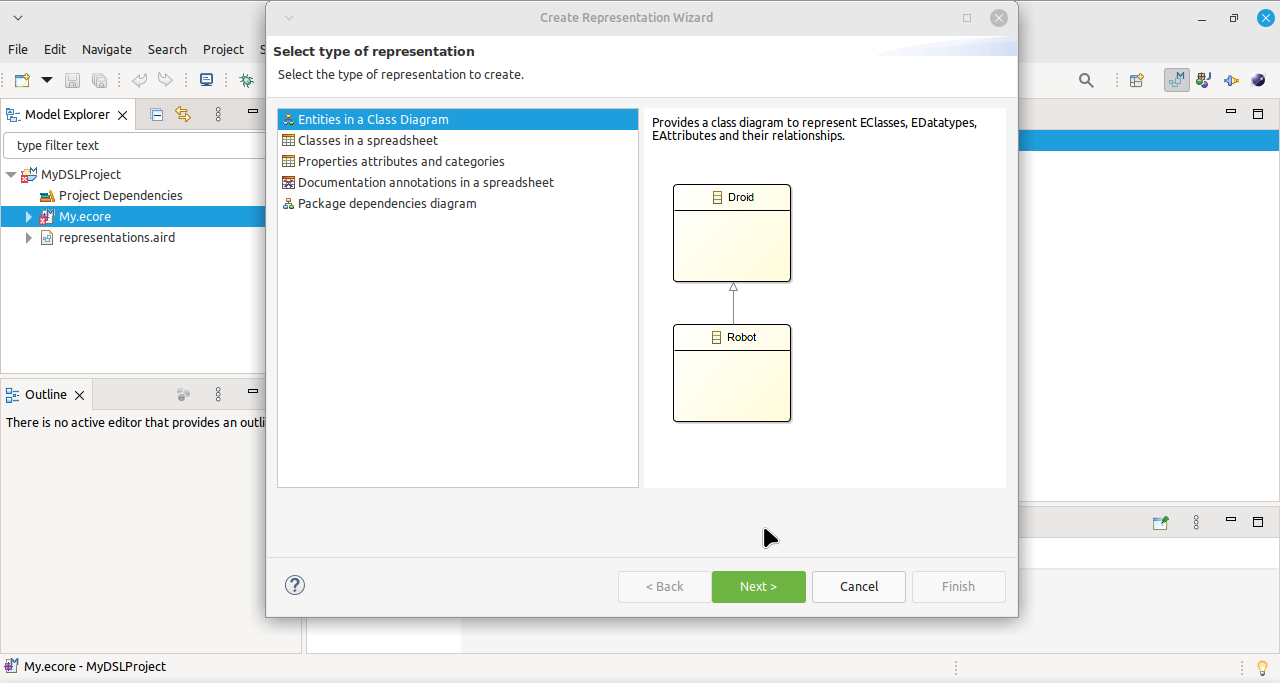 Create Representation Wizard
File Edit Navigate Search Project S
Select type of representation
Select the type of representation to create.
Model Explorer
type filter text
MyDSLProject
Project Dependencies
My.ecore
representations.aird
Entities in a Class Diagram
Classes in a spreadsheet
Properties attributes and categories
Documentation annotations in a spreadsheet
Package dependencies diagram
Provides a class diagram to represent EClasses, EDatatypes,
EAttributes and their relationships.
Droid
Robot
Outline
There is no active editor that provides an outli
< Back Next > Cancel Finish
My.ecore - MyDSLProject